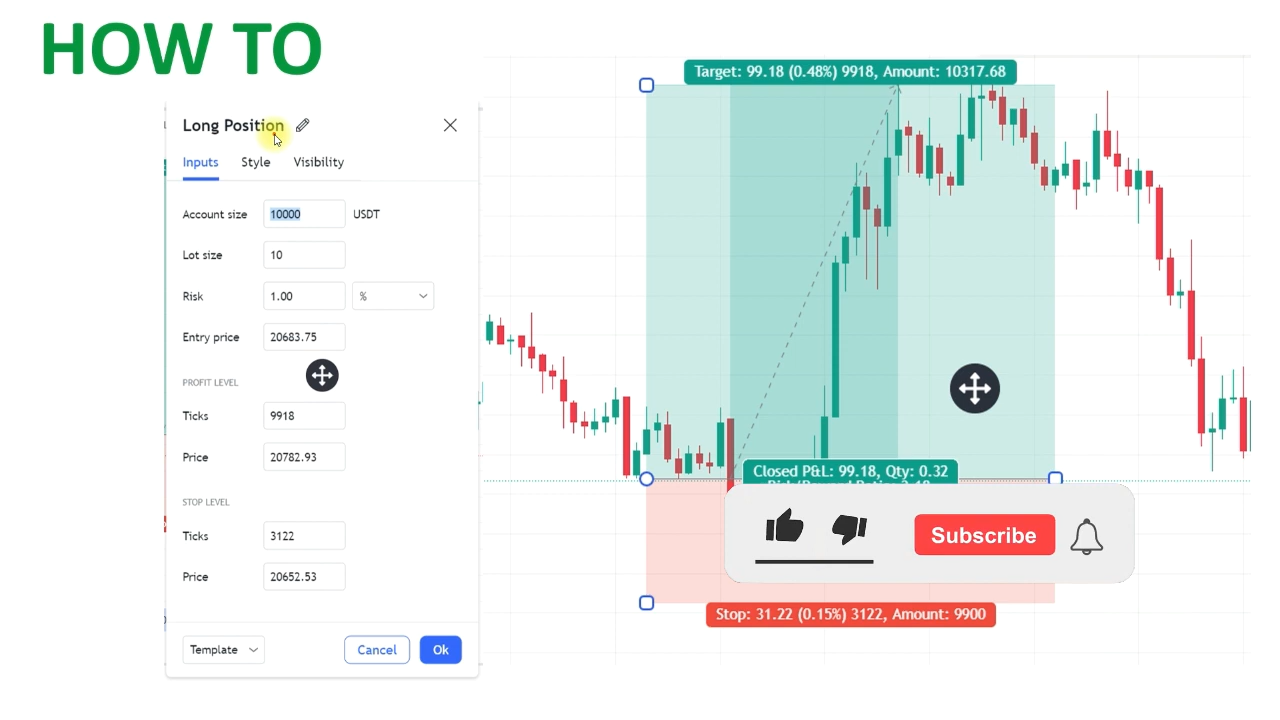 HOW TO
Long Position
Inputs Style Visibility
Account size 10000 USDT
Lot size 10
Risk 1.00 %
Entry price 20683.75
PROFIT LEVEL
Ticks 9918
Price 20782.93
STOP LEVEL
Ticks 3122
Price 20652.53
Template Cancel Ok
Target: 99.18 (0.48%) 9918, Amount: 10317.68
Closed P&L: 99.18, Qty: 0.32
Subscribe
Stop: 31.22 (0.15%) 3122, Amount: 9900